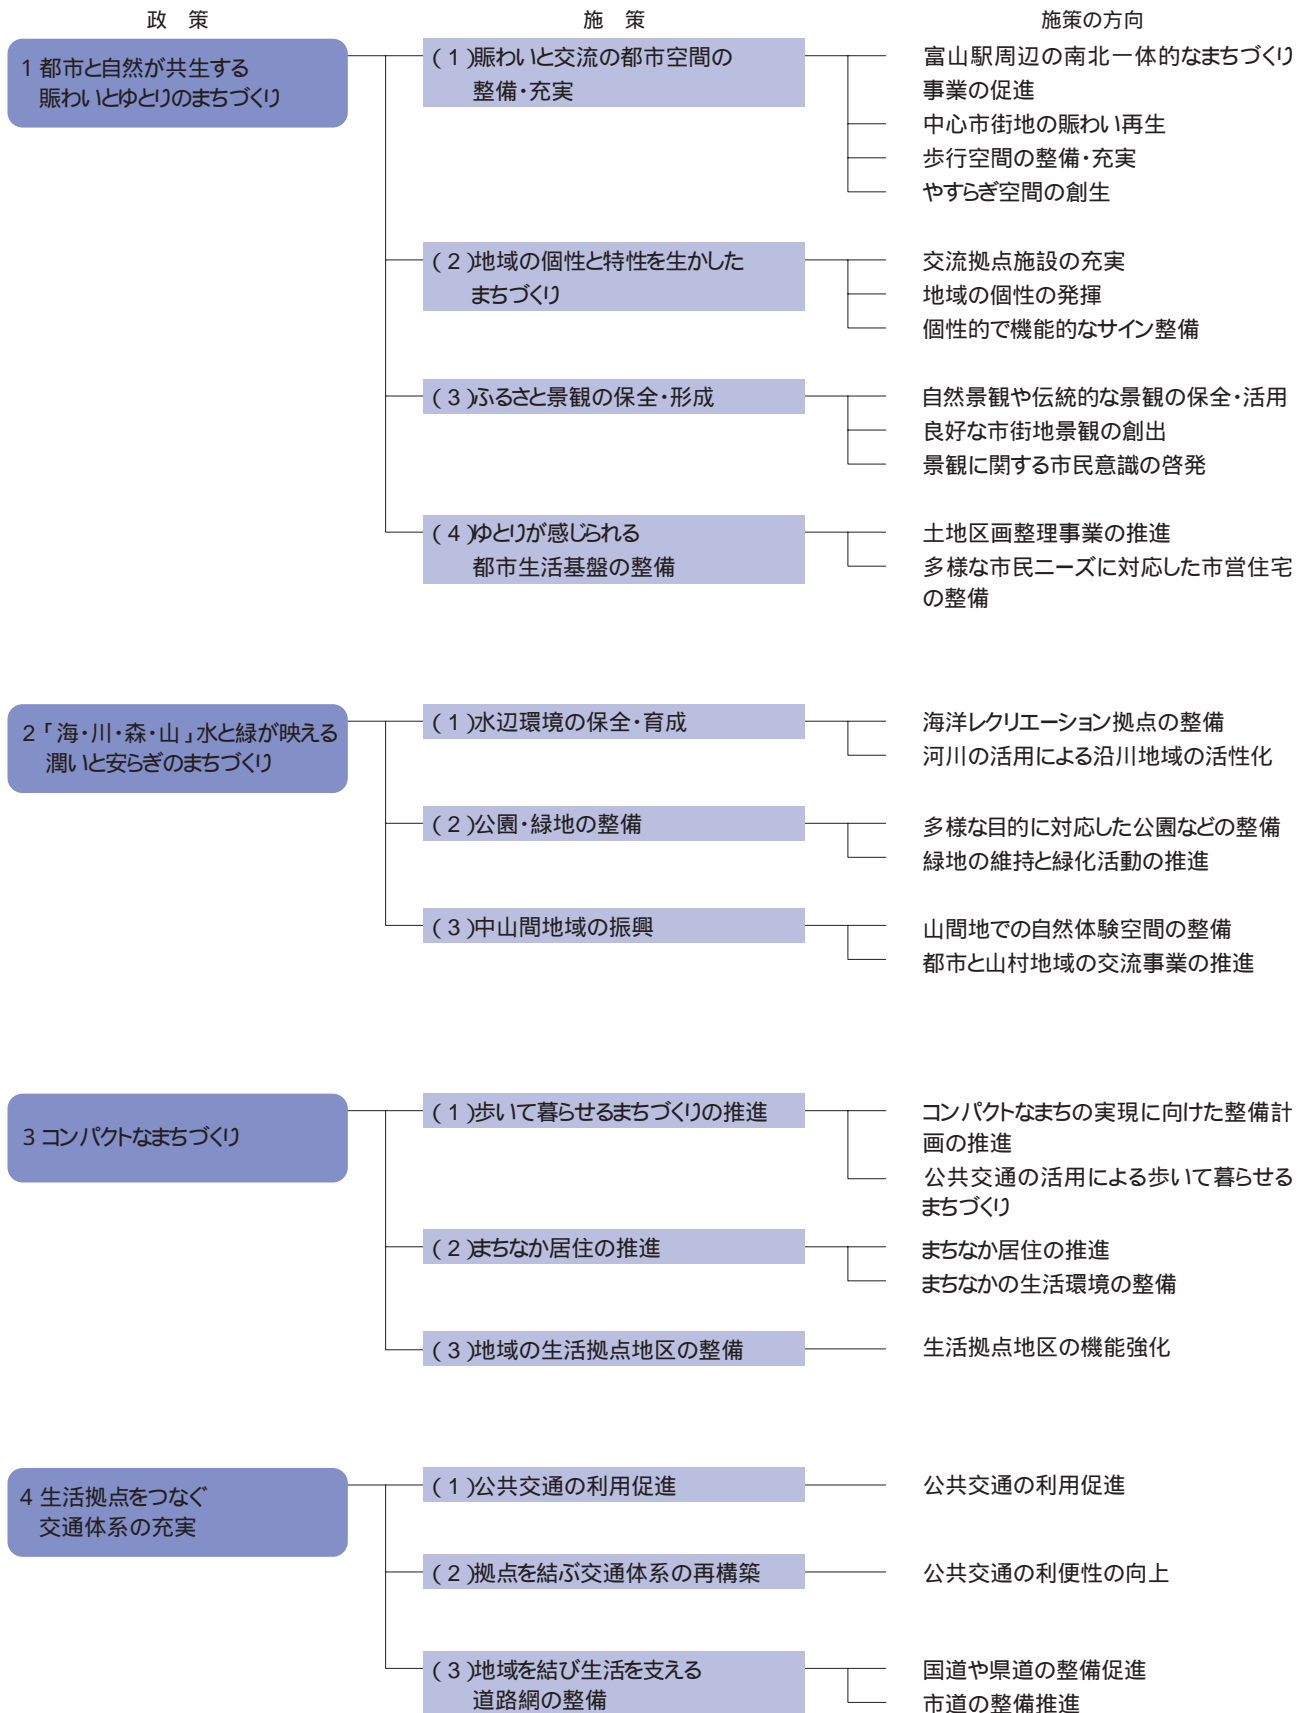 政　策
施　策
施策の方向
1 都市と自然が共生する
賑わいとゆとりのまちづくり
(1)賑わいと交流の都市空間の
整備・充実
富山駅周辺の南北一体的なまちづくり
事業の促進
中心市街地の賑わい再生
歩行空間の整備・充実
やすらぎ空間の創生
(2)地域の個性と特性を生かした
まちづくり
交流拠点施設の充実
地域の個性の発揮
個性的で機能的なサイン整備
(3)ふるさと景観の保全・形成
自然景観や伝統的な景観の保全・活用
良好な市街地景観の創出
景観に関する市民意識の啓発
(4)ゆとりが感じられる
都市生活基盤の整備
土地区画整理事業の推進
多様な市民ニーズに対応した市営住宅
の整備
2「海・川・森・山」水と緑が映える
潤いと安らぎのまちづくり
(1)水辺環境の保全・育成
海洋レクリエーション拠点の整備
河川の活用による沿川地域の活性化
(2)公園・緑地の整備
多様な目的に対応した公園などの整備
緑地の維持と緑化活動の推進
(3)中山間地域の振興
山間地での自然体験空間の整備
都市と山村地域の交流事業の推進
3 コンパクトなまちづくり
(1)歩いて暮らせるまちづくりの推進
コンパクトなまちの実現に向けた整備計
画の推進
公共交通の活用による歩いて暮らせる
まちづくり
(2)まちなか居住の推進
まちなか居住の推進
まちなかの生活環境の整備
(3)地域の生活拠点地区の整備
生活拠点地区の機能強化
4 生活拠点をつなぐ
交通体系の充実
(1)公共交通の利用促進
公共交通の利用促進
(2)拠点を結ぶ交通体系の再構築
公共交通の利便性の向上
(3)地域を結び生活を支える
道路網の整備
国道や県道の整備促進
市道の整備推進